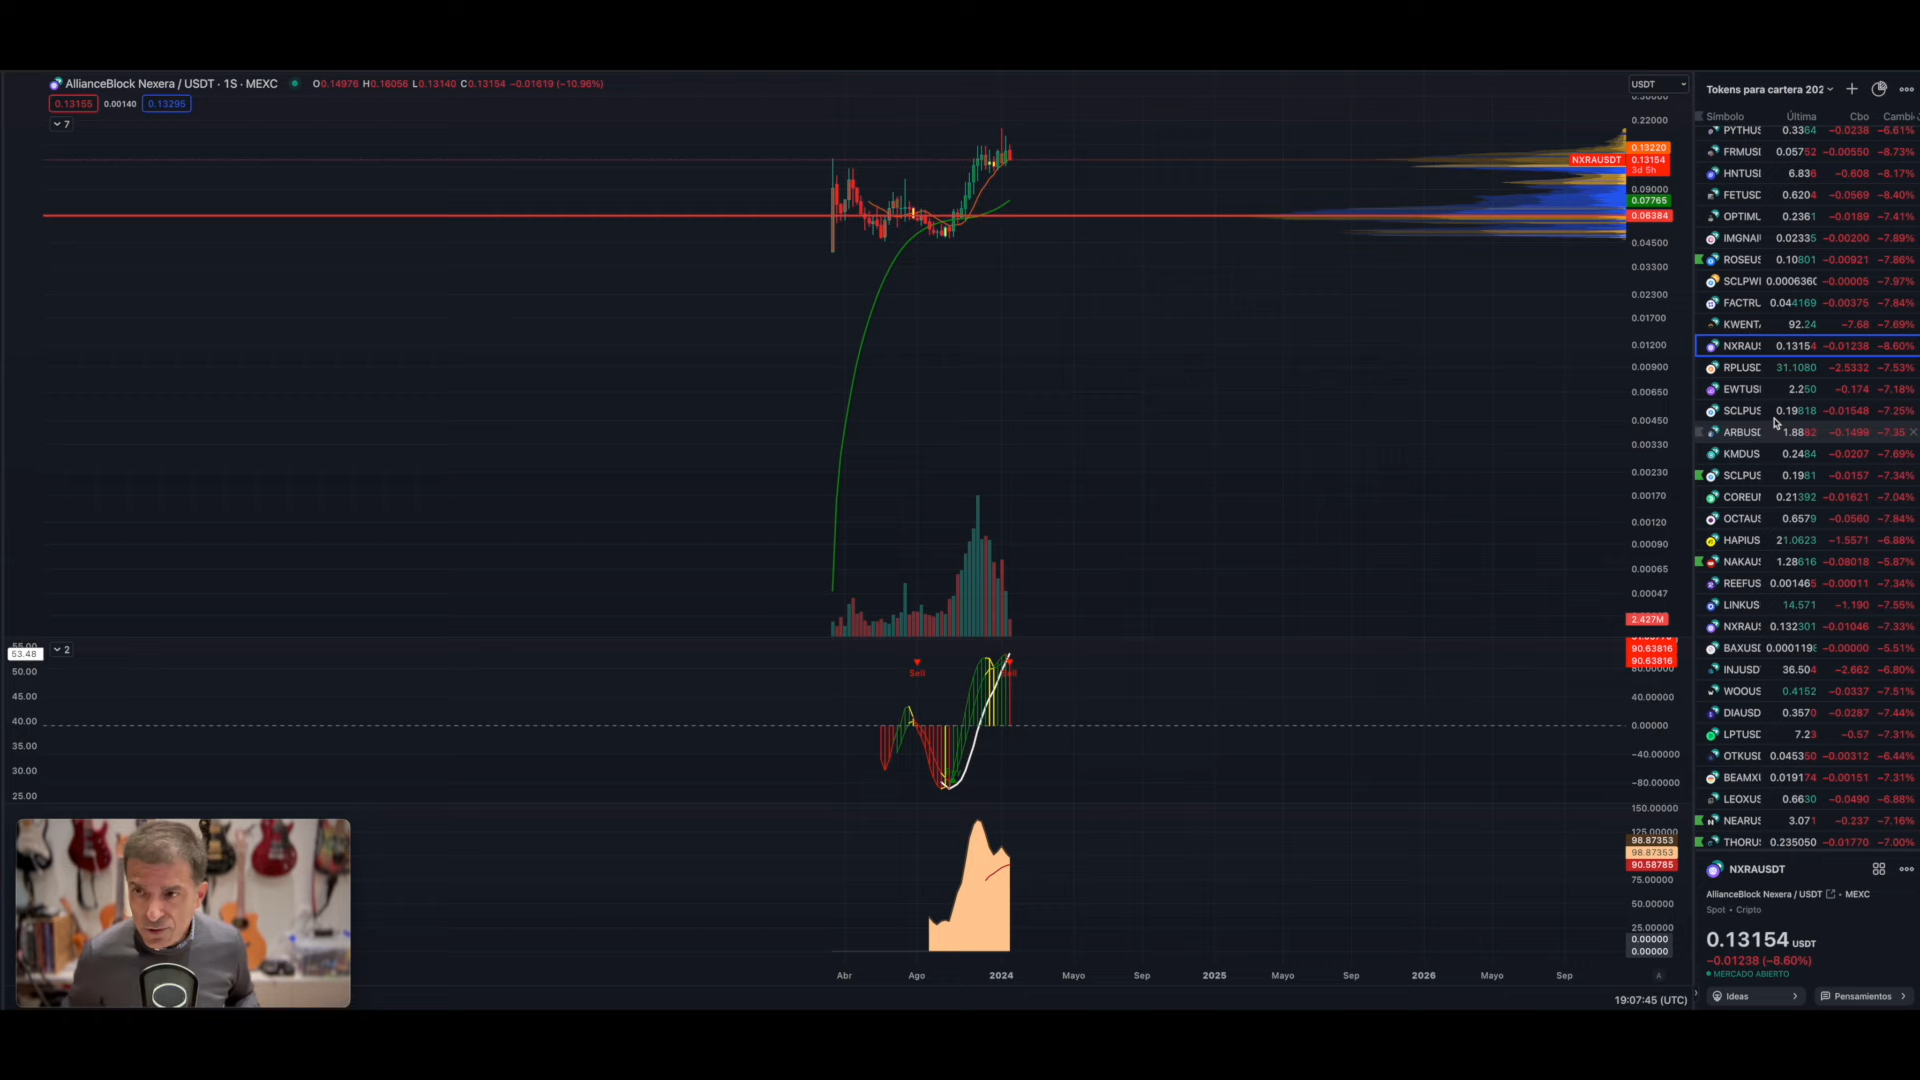 AllianceBlock Nexera / USDT · 1S · MEXC O0.14976 H0.16056 L0.13140 C0.13154 −0.01619 (−10.96%)
0.13155 0.00140 0.13295
7
USDT
0.22000
0.13220
NXRAUSDT 0.13154
3d 5h
0.09000
0.07765
0.06384
0.04500
0.03300
0.02300
0.01700
0.01200
0.00900
0.00650
0.00450
0.00330
0.00230
0.00170
0.00120
0.00090
0.00065
0.00047
2.427M
2
55.00
53.48
50.00
45.00
40.00
35.00
30.00
25.00
Sell
90.63816
90.63816
80.00000
40.00000
0.00000
−40.00000
−80.00000
150.00000
125.00000
98.87353
98.87353
90.58785
75.00000
50.00000
25.00000
0.00000
0.00000
Abr Ago 2024 Mayo Sep 2025 Mayo Sep 2026 Mayo Sep A
19:07:45 (UTC)
Tokens para cartera 202
Símbolo Última Cbo Cambi
PYTHUS 0.3364 −0.0238 −6.61%
FRMUSI 0.05752 −0.00550 −8.73%
HNTUSI 6.836 −0.608 −8.17%
FETUSI 0.6204 −0.0569 −8.40%
OPTIMU 0.2361 −0.0189 −7.41%
IMGNAI 0.02335 −0.00200 −7.89%
ROSEUS 0.10801 −0.00921 −7.86%
SCLPWI 0.0006360 −0.00005 −7.97%
FACTRU 0.044169 −0.00375 −7.84%
KWENT 92.24 −7.68 −7.69%
NXRAUS 0.13154 −0.01238 −8.60%
RPLUSD 31.1080 −2.5332 −7.53%
EWTUSI 2.250 −0.174 −7.18%
SCLPUS 0.19818 −0.01548 −7.25%
ARBUSD 1.8882 −0.1499 −7.35
KMDUS 0.2484 −0.0207 −7.69%
SCLPUS 0.1981 −0.0157 −7.34%
COREUI 0.21392 −0.01621 −7.04%
OCTAUS 0.6579 −0.0560 −7.84%
HAPIUS 21.0623 −1.5571 −6.88%
NAKAUS 1.28616 −0.08018 −5.87%
REEFUS 0.001465 −0.00011 −7.34%
LINKUS 14.571 −1.190 −7.55%
NXRAUS 0.132301 −0.01046 −7.33%
BAXUSD 0.000119 −0.00000 −5.51%
INJUSD 36.504 −2.662 −6.80%
WOOUS 0.4152 −0.0337 −7.51%
DIAUSD 0.3570 −0.0287 −7.44%
LPTUSD 7.23 −0.57 −7.31%
OTKUSD 0.045350 −0.00312 −6.44%
BEAMXU 0.019174 −0.00151 −7.31%
LEOXUS 0.6630 −0.0490 −6.88%
NEARUS 3.071 −0.237 −7.16%
THORUS 0.235050 −0.01770 −7.00%
NXRAUSDT
AllianceBlock Nexera / USDT • MEXC
Spot • Cripto
0.13154 USDT
−0.01238 (−8.60%)
MERCADO ABIERTO
Ideas Pensamientos